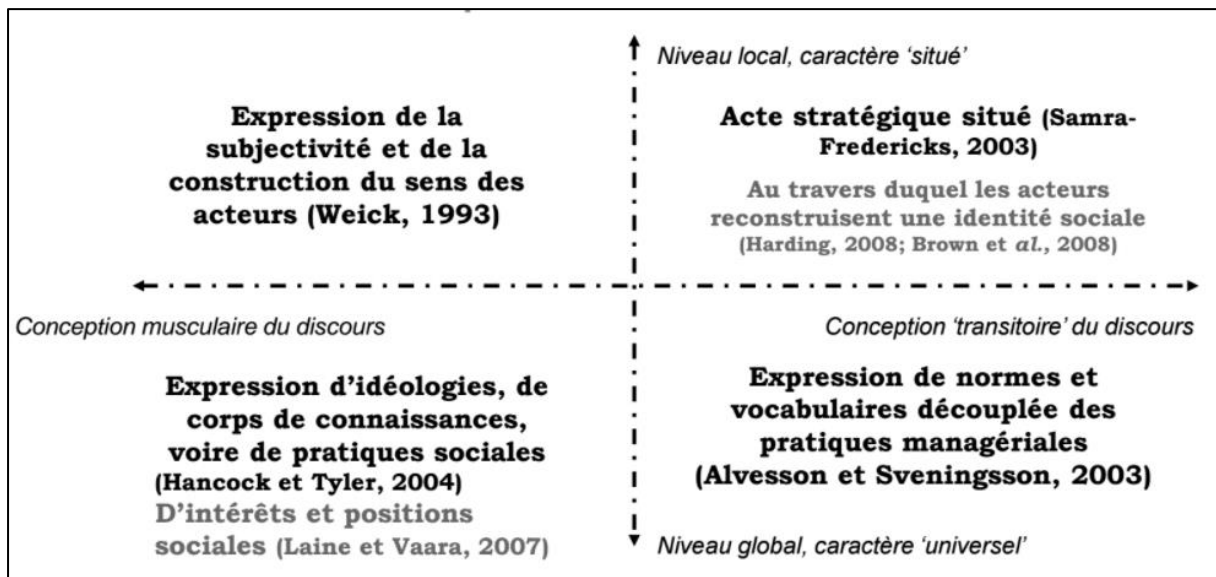 Niveau local, caractère ‘situé’
Expression de la
subjectivité et de la
construction du sens des
acteurs (Weick, 1993)
Acte stratégique situé (Samra-
Fredericks, 2003)
Au travers duquel les acteurs
reconstruisent une identité sociale
(Harding, 2008; Brown et al., 2008)
Conception musculaire du discours
Conception ‘transitoire’ du discours
Expression d’idéologies, de
corps de connaissances,
voire de pratiques sociales
(Hancock et Tyler, 2004)
D’intérêts et positions
sociales (Laine et Vaara, 2007)
Expression de normes et
vocabulaires découplée des
pratiques managériales
(Alvesson et Sveningsson, 2003)
Niveau global, caractère ‘universel’